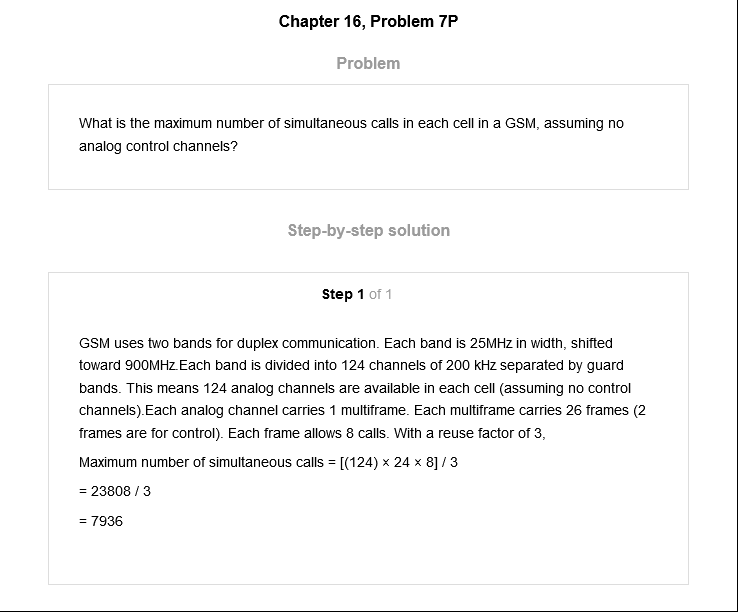 Chapter 16, Problem 7P
Problem
What is the maximum number of simultaneous calls in each cell in a GSM, assuming no
analog control channels?
Step-by-step solution
Step 1 of 1
GSM uses two bands for duplex communication. Each band is 25MHz in width, shifted
toward 900MHz.Each band is divided into 124 channels of 200 kHz separated by guard
bands. This means 124 analog channels are available in each cell (assuming no control
channels).Each analog channel carries 1 multiframe. Each multiframe carries 26 frames (2
frames are for control). Each frame allows 8 calls. With a reuse factor of 3,
Maximum number of simultaneous calls = [(124) × 24 × 8] / 3
= 23808 / 3
= 7936